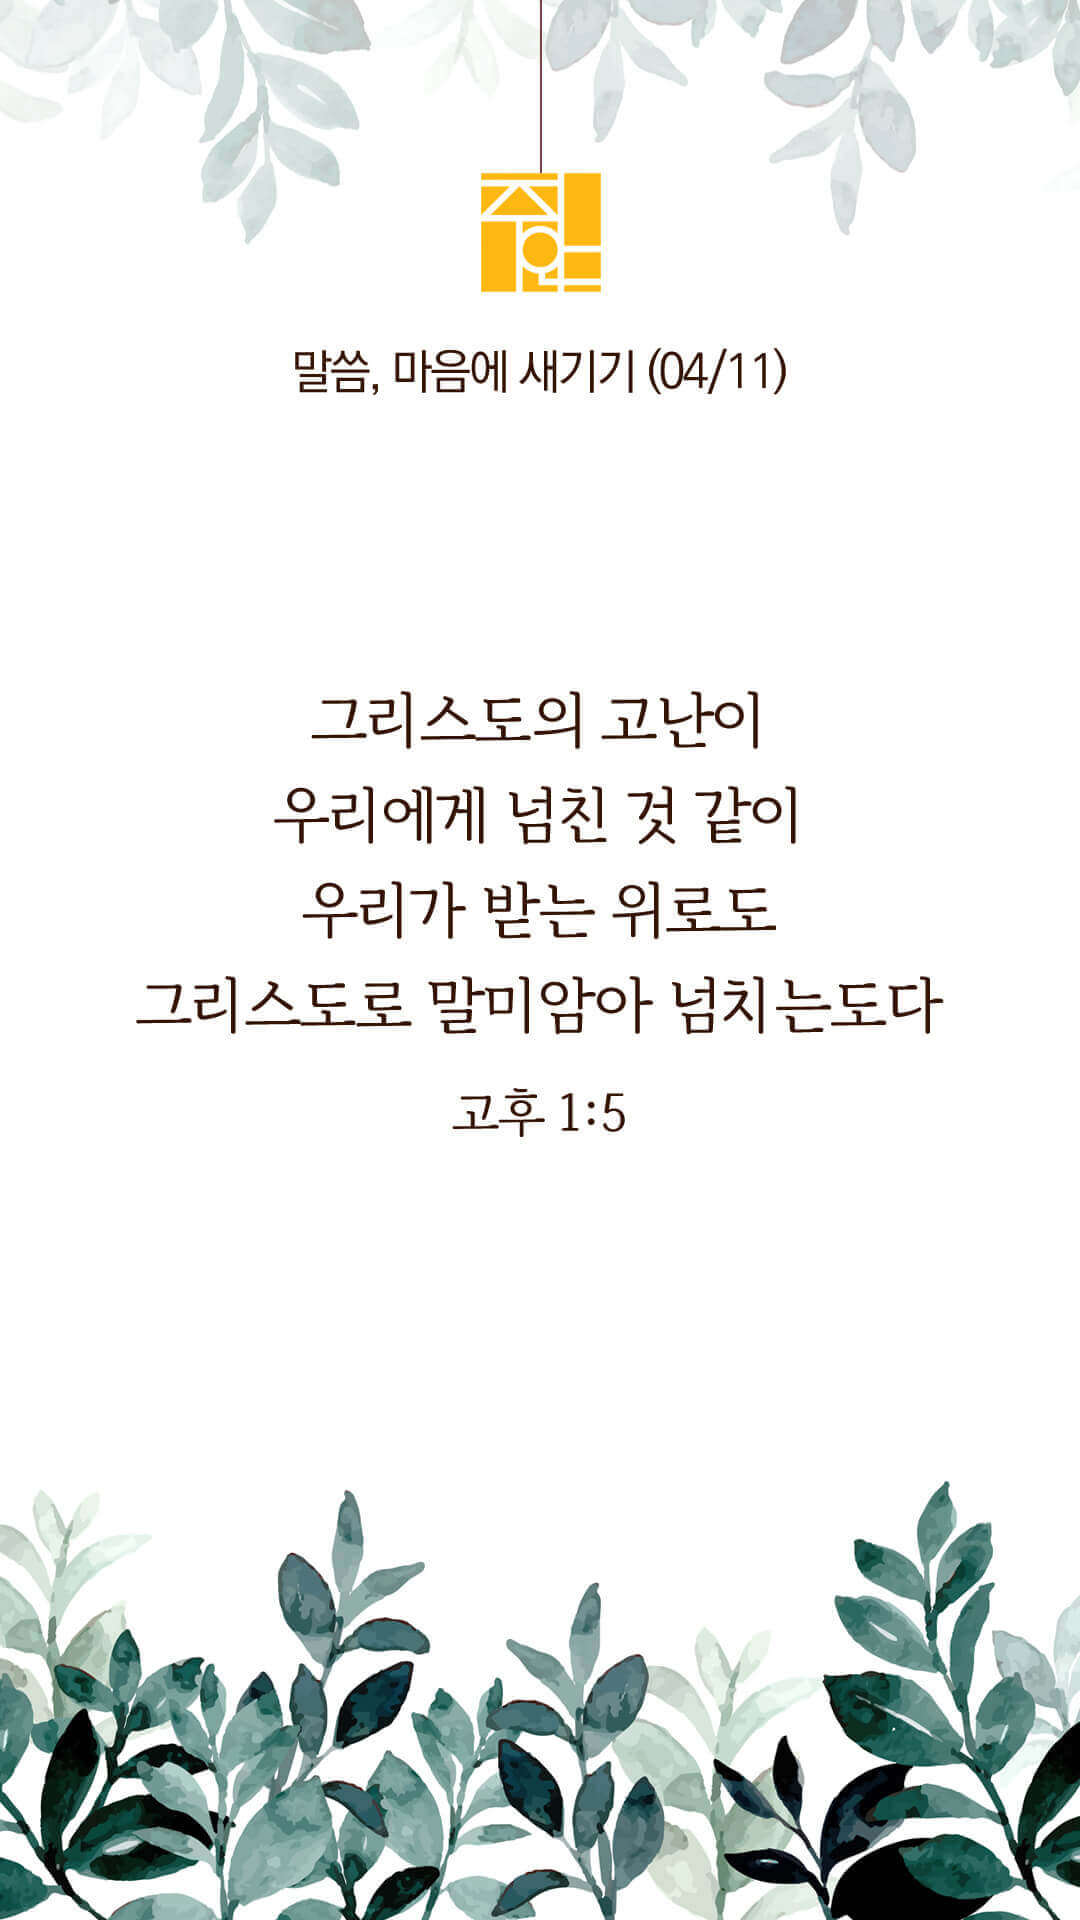 주안
말씀, 마음에 새기기 (04/11)
그리스도의 고난이
우리에게 넘친 것 같이
우리가 받는 위로도
그리스도로 말미암아 넘치는도다
고후 1:5